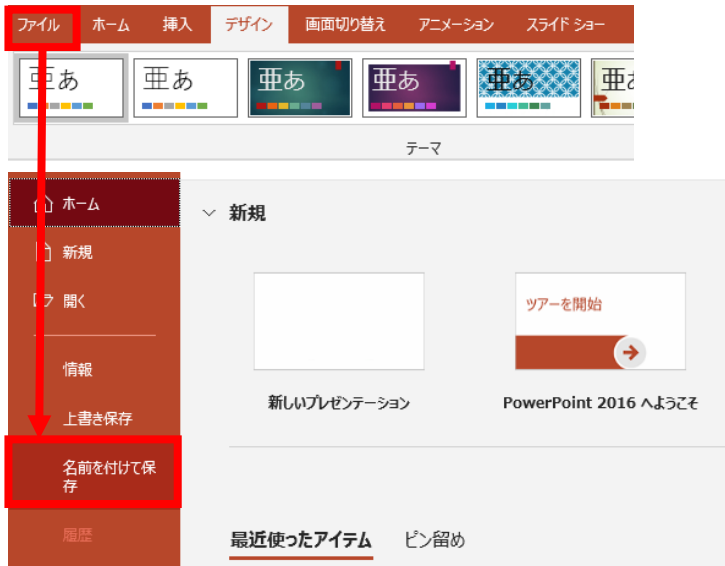 ファイル ホーム 挿入 デザイン 画面切り替え アニメーション スライド ショー
亜あ 亜あ 亜あ 亜あ 亜あ 亜あ
テーマ
ホーム
新規
新規
開く
ツアーを開始
情報
新しいプレゼンテーション PowerPoint 2016 へようこそ
上書き保存
名前を付けて保
存
履歴
最近使ったアイテム ピン留め